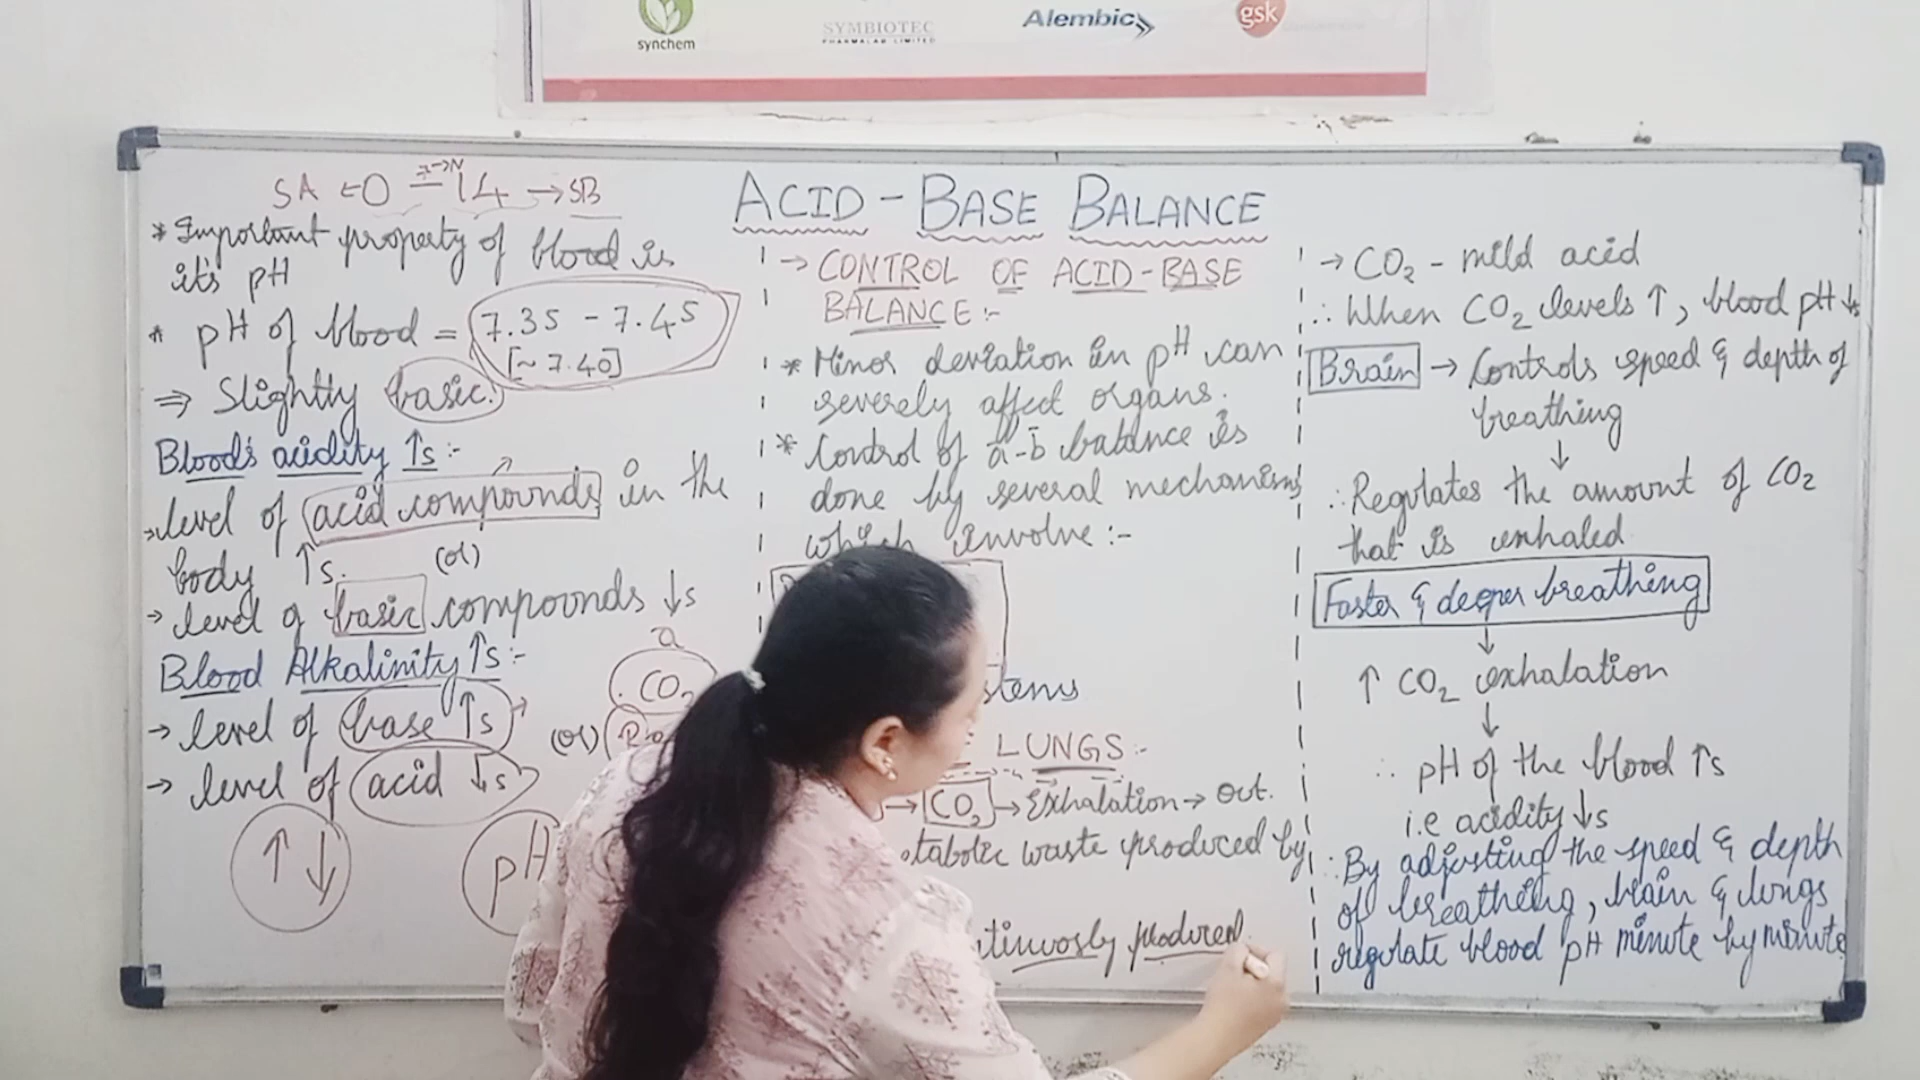 synchem
SYMBIOTEC
PHARMALAB LIMITED
Alembic
gsk
ACID-BASE BALANCE
SA ← 0 – 14 → SB
7→N
* Important property of blood is
it's pH
* pH of blood = 7.35 - 7.45
[~ 7.40]
⇒ Slightly basic.
Blood's acidity ↑s :-
→ level of acid compounds in the
body ↑s.
(or)
→ level of basic compounds ↓s
Blood Alkalinity ↑s :-
→ level of base ↑s
(or)
→ level of acid ↓s
↑ ↓
pH
a
CO₂
→ CONTROL OF ACID-BASE
BALANCE :-
* Minor deviation in pH can
severely affect organs.
* Control of a-b balance is
done by several mechanisms
which involve :-
LUNGS :-
→ CO₂ → Exhalation → Out.
waste produced by
produced
→ CO₂ - mild acid
∴ When CO₂ levels ↑, blood pH ↓s
Brain → Controls speed & depth of
breathing
↓
∴ Regulates the amount of CO₂
that is exhaled
Faster & deeper breathing
↓
↑ CO₂ exhalation
↓
∴ pH of the blood ↑s
i.e acidity ↓s
∴ By adjusting the speed & depth
of breathing, brain & lungs
regulate blood pH minute by minute